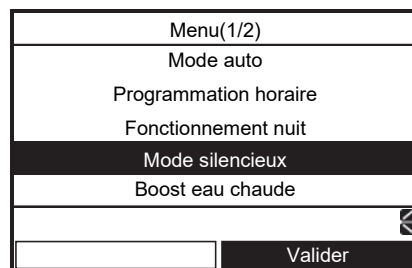 Menu(1/2)
Mode auto
Programmation horaire
Fonctionnement nuit
Mode silencieux
Boost eau chaude
Valider